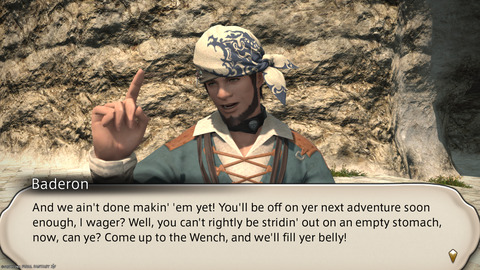 Baderon
And we ain't done makin' 'em yet! You'll be off on yer next adventure soon
enough, I wager? Well, you can't rightly be stridin' out on an empty stomach,
now, can ye? Come up to the Wench, and we'll fill yer belly!